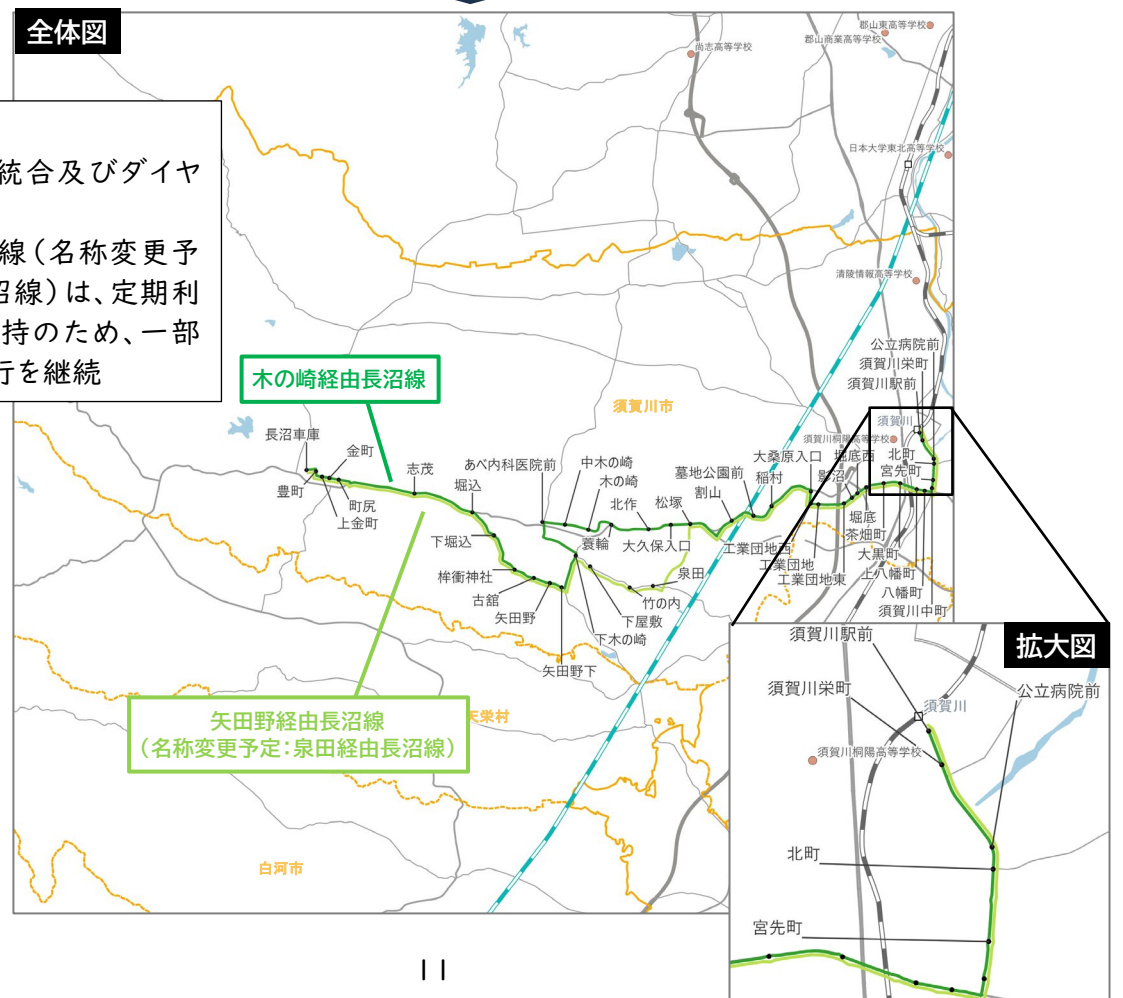 全体図
統合及びダイヤ
線（名称変更予
沼線）は、定期利
持のため、一部
行を継続
尚志高等学校
郡山東高等学校
郡山商業高等学校
日本大学東北高等学校
清陵情報高等学校
公立病院前
須賀川栄町
須賀川駅前
須賀川
須賀川桐陽高等学校
北町
宮先町
木の崎経由長沼線
須賀川市
長沼車庫
金町
豊町
町尻
上金町
志茂
堀込
下堀込
桙衝神社
古舘
矢田野
矢田野下
あべ内科医院前
中木の崎
木の崎
北作
松塚
蓑輪
大久保入口
墓地公園前
割山
稲村
大桑原入口
影沼
堀底西
工業団地西
工業団地
工業団地東
堀底
茶畑町
大黒町
上八幡町
八幡町
須賀川中町
泉田
竹の内
下屋敷
下木の崎
矢田野経由長沼線
（名称変更予定：泉田経由長沼線）
天栄村
白河市
拡大図
須賀川駅前
須賀川栄町
須賀川
公立病院前
須賀川桐陽高等学校
北町
宮先町
11